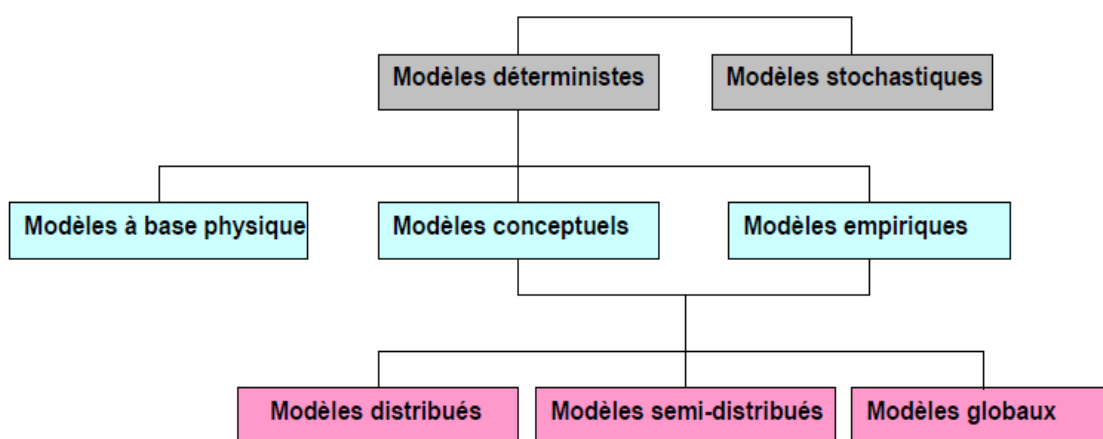 Modèles déterministes
Modèles stochastiques
Modèles à base physique
Modèles conceptuels
Modèles empiriques
Modèles distribués
Modèles semi-distribués
Modèles globaux